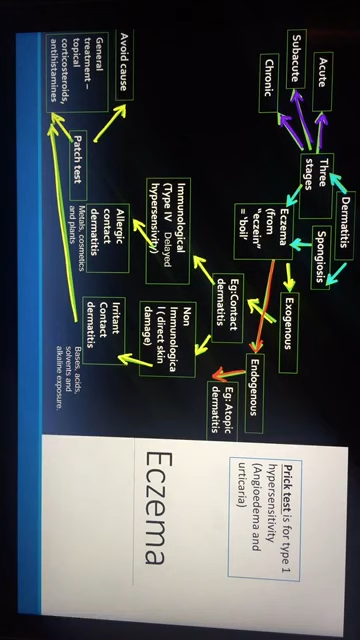 Dermatitis
Three
stages
Spongiosis
Acute
Subacute
Chronic
Eczema
(from
"eczein"
= 'boil'
Exogenous
Endogenous
Eg:Contact
dermatitis
Eg: Atopic
dermatitis
Immunological
(Type IV Delayed
hypersensivity)
Non
Immunologica
l ( direct skin
damage)
Allergic
contact
dermatitis
Metals, cosmetics
and plants
Irritant
Contact
dermatitis
Bases, acids,
solvents and
alkaline exposure.
Patch test
Avoid cause
General
treatment –
topical
corticosteroids,
antihistamines
Prick test is for type 1
hypersensitivity
(Angioedema and
urticaria)
Eczema